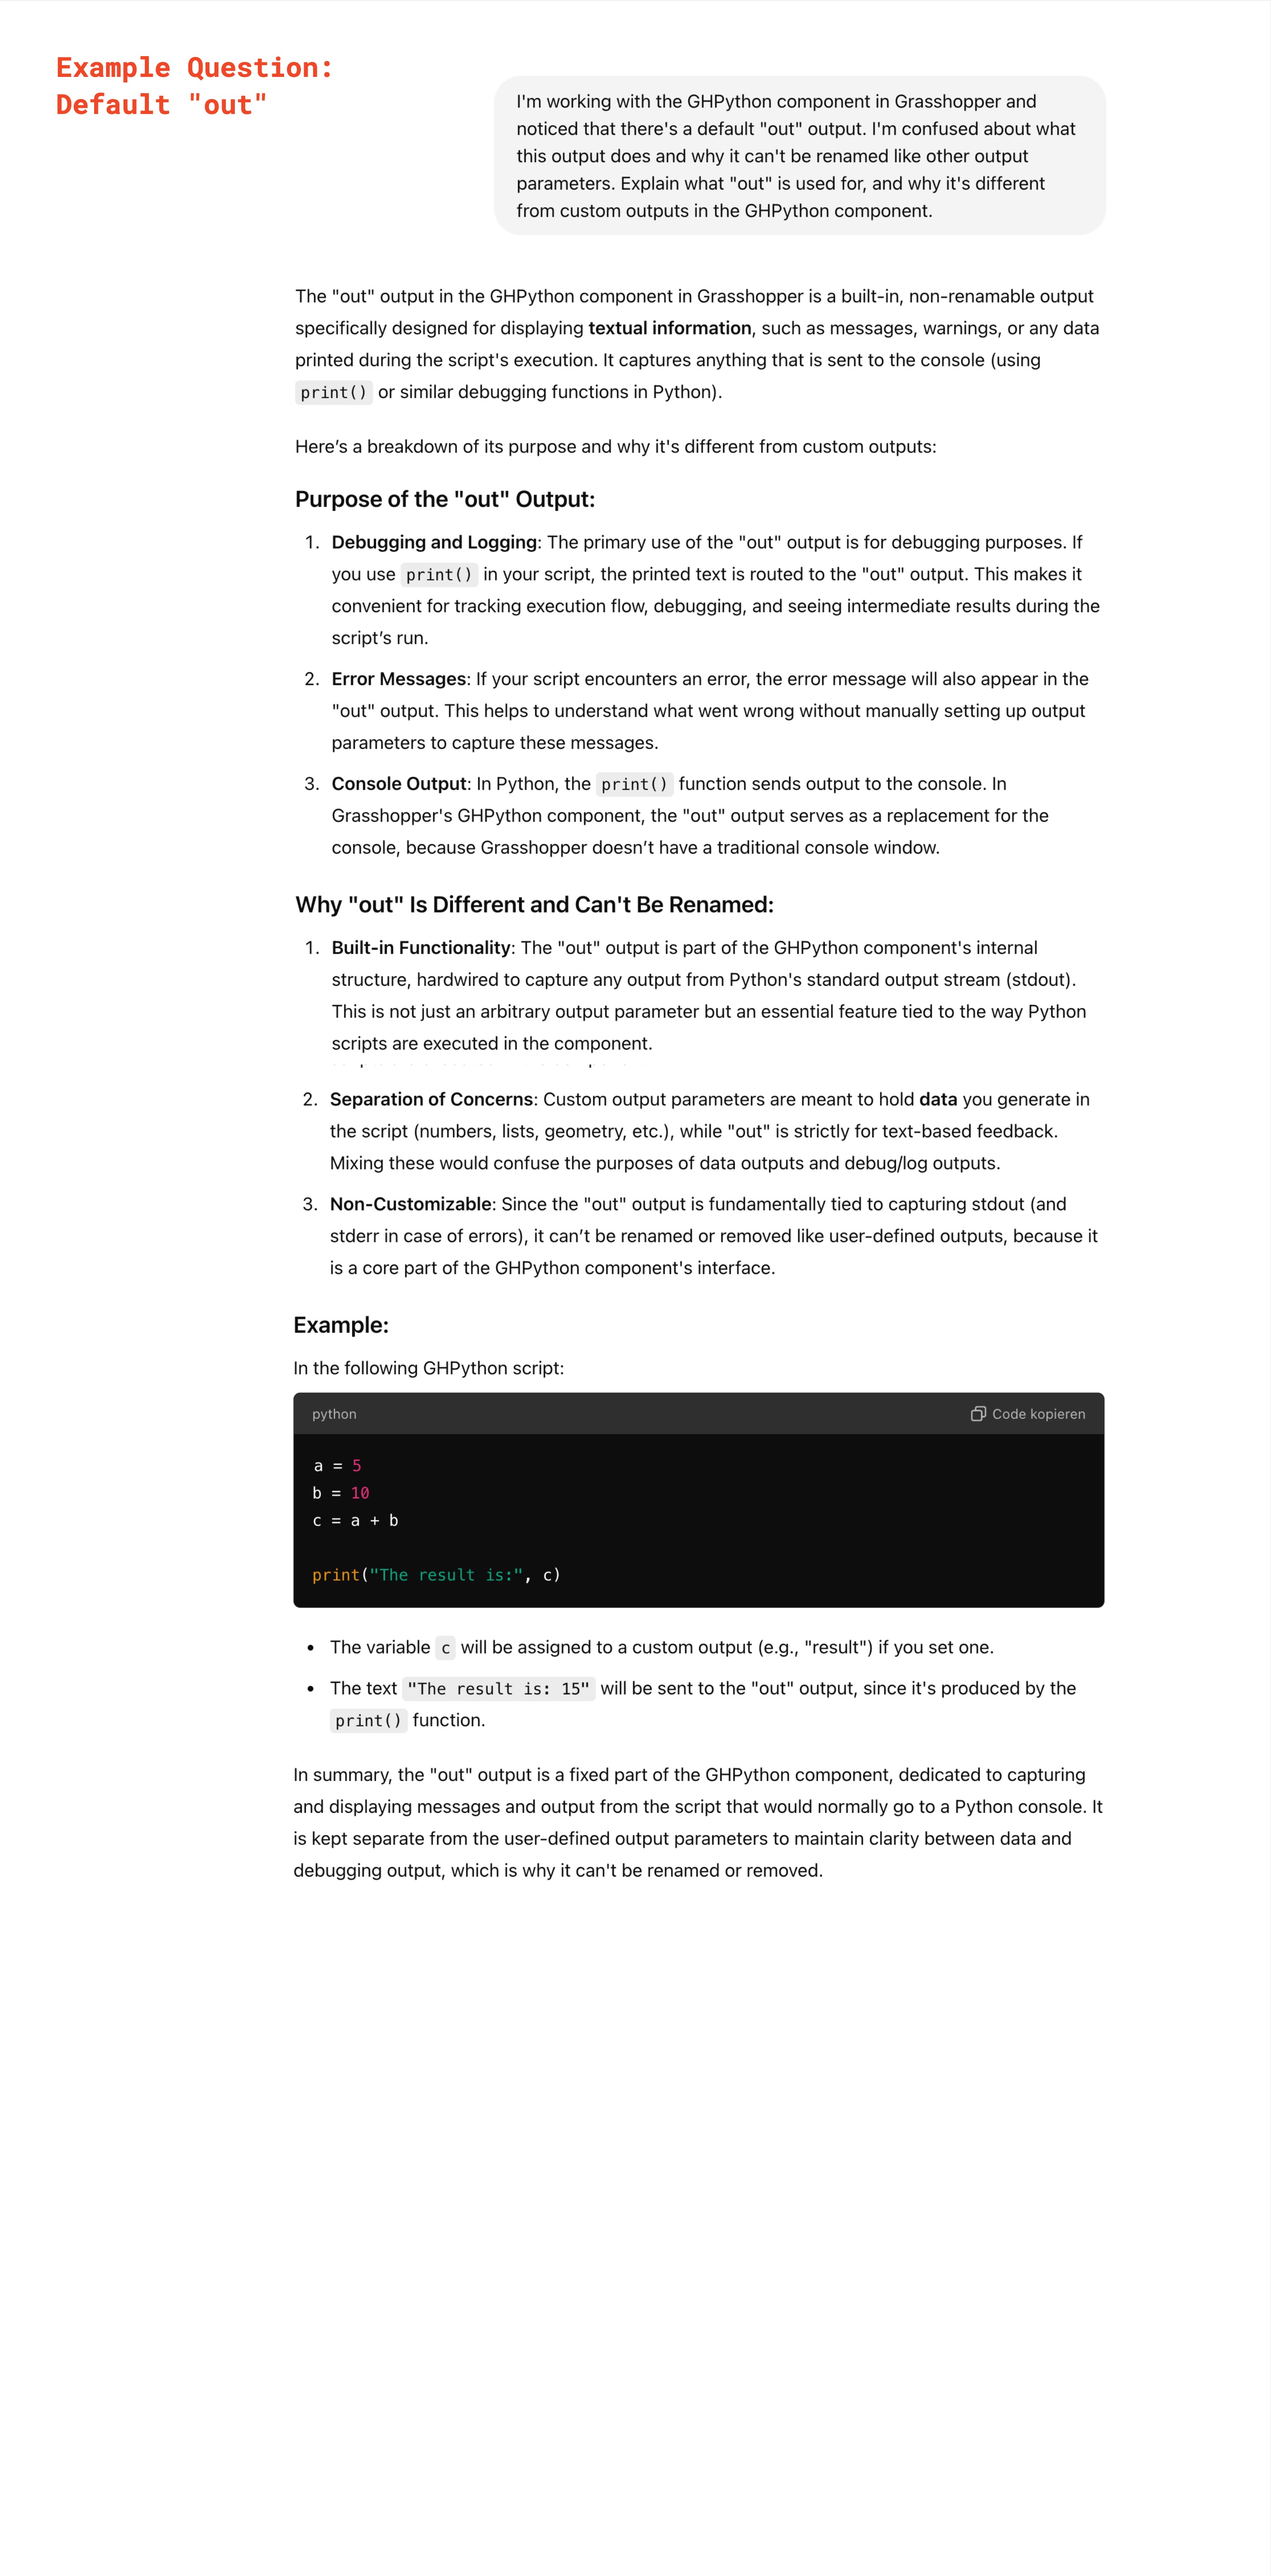 Example Question:
Default "out"
I'm working with the GHPython component in Grasshopper and
noticed that there's a default "out" output. I'm confused about what
this output does and why it can't be renamed like other output
parameters. Explain what "out" is used for, and why it's different
from custom outputs in the GHPython component.
The "out" output in the GHPython component in Grasshopper is a built-in, non-renamable output
specifically designed for displaying textual information, such as messages, warnings, or any data
printed during the script's execution. It captures anything that is sent to the console (using
print() or similar debugging functions in Python).
Here’s a breakdown of its purpose and why it's different from custom outputs:
Purpose of the "out" Output:
1. Debugging and Logging: The primary use of the "out" output is for debugging purposes. If
you use print() in your script, the printed text is routed to the "out" output. This makes it
convenient for tracking execution flow, debugging, and seeing intermediate results during the
script’s run.
2. Error Messages: If your script encounters an error, the error message will also appear in the
"out" output. This helps to understand what went wrong without manually setting up output
parameters to capture these messages.
3. Console Output: In Python, the print() function sends output to the console. In
Grasshopper's GHPython component, the "out" output serves as a replacement for the
console, because Grasshopper doesn’t have a traditional console window.
Why "out" Is Different and Can't Be Renamed:
1. Built-in Functionality: The "out" output is part of the GHPython component's internal
structure, hardwired to capture any output from Python's standard output stream (stdout).
This is not just an arbitrary output parameter but an essential feature tied to the way Python
scripts are executed in the component.
2. Separation of Concerns: Custom output parameters are meant to hold data you generate in
the script (numbers, lists, geometry, etc.), while "out" is strictly for text-based feedback.
Mixing these would confuse the purposes of data outputs and debug/log outputs.
3. Non-Customizable: Since the "out" output is fundamentally tied to capturing stdout (and
stderr in case of errors), it can’t be renamed or removed like user-defined outputs, because it
is a core part of the GHPython component's interface.
Example:
In the following GHPython script:
python
Code kopieren
a = 5
b = 10
c = a + b
print("The result is:", c)
• The variable c will be assigned to a custom output (e.g., "result") if you set one.
• The text "The result is: 15" will be sent to the "out" output, since it's produced by the
print() function.
In summary, the "out" output is a fixed part of the GHPython component, dedicated to capturing
and displaying messages and output from the script that would normally go to a Python console. It
is kept separate from the user-defined output parameters to maintain clarity between data and
debugging output, which is why it can't be renamed or removed.